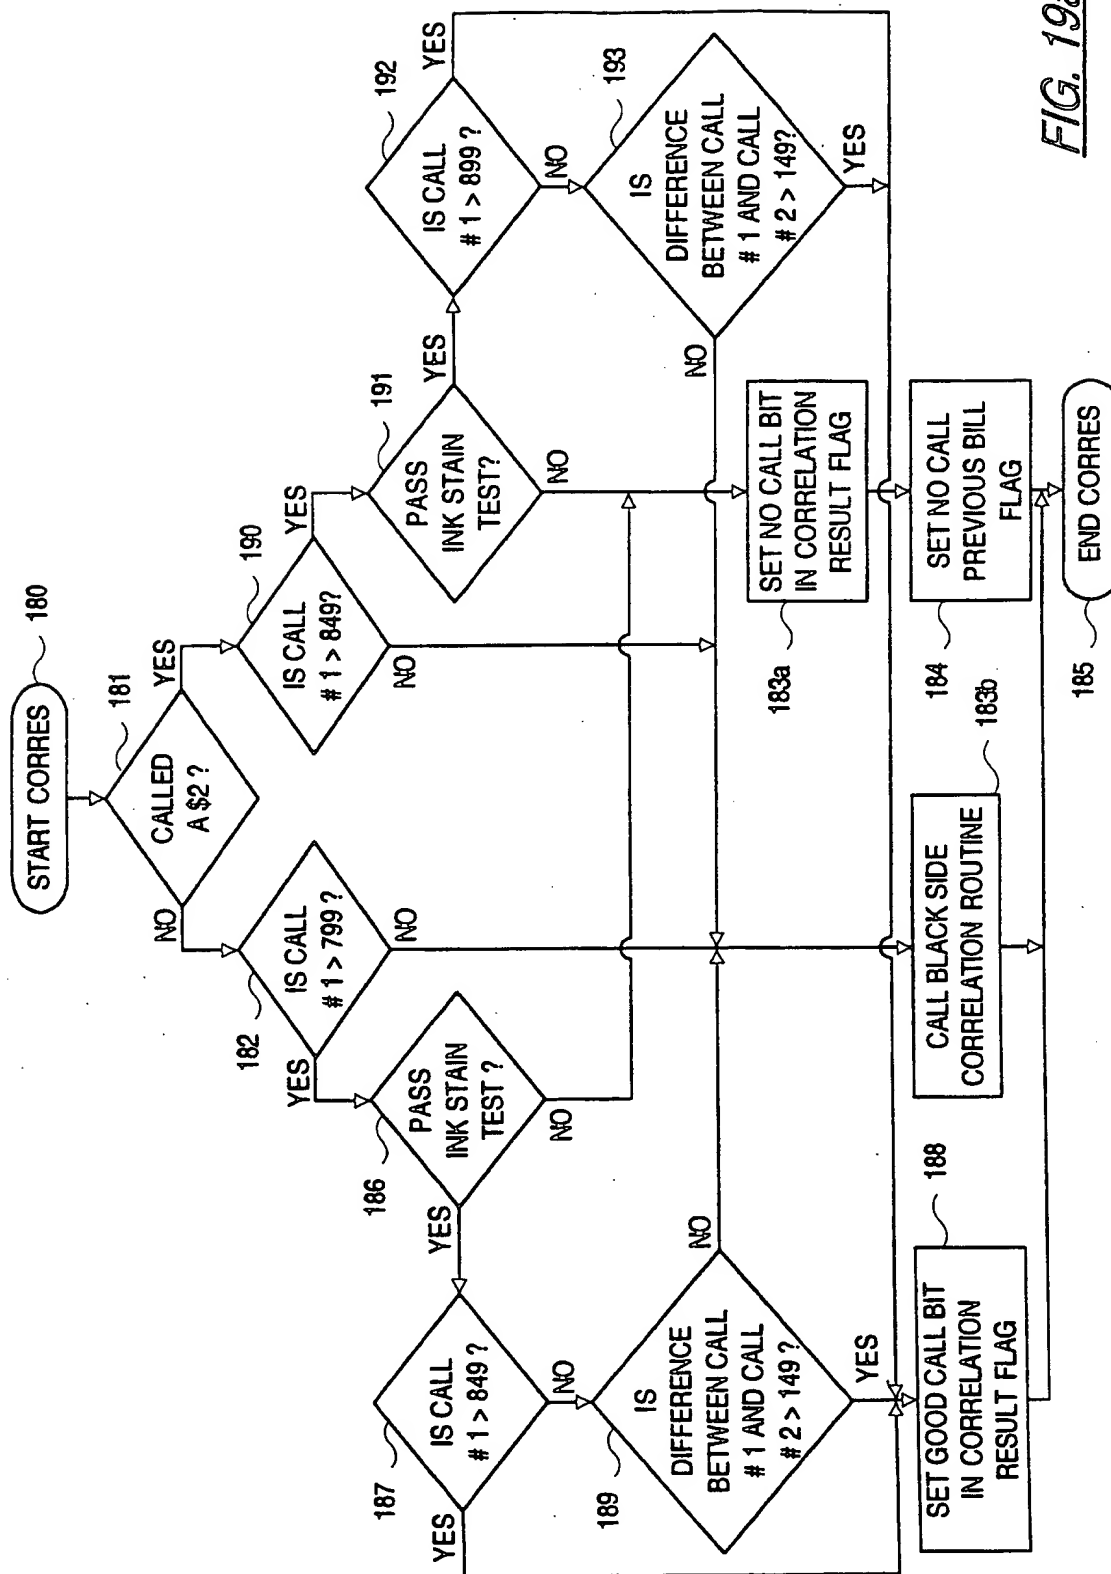 START CORRES
180
CALLED
A $2 ?
181
NO
YES
IS CALL
# 1 > 799 ?
182
YES
NO
IS CALL
# 1 > 849?
190
YES
NO
PASS
INK STAIN
TEST ?
186
YES
NO
PASS
INK STAIN
TEST?
191
YES
NO
IS CALL
# 1 > 849 ?
187
YES
NO
IS CALL
# 1 > 899 ?
192
YES
NO
IS
DIFFERENCE
BETWEEN CALL
# 1 AND CALL
# 2 > 149 ?
189
NO
YES
IS
DIFFERENCE
BETWEEN CALL
# 1 AND CALL
# 2 > 149?
193
NO
YES
SET NO CALL BIT
IN CORRELATION
RESULT FLAG
183a
SET GOOD CALL BIT
IN CORRELATION
RESULT FLAG
188
CALL BLACK SIDE
CORRELATION ROUTINE
183b
SET NO CALL
PREVIOUS BILL
FLAG
184
END CORRES
185
FIG. 19a